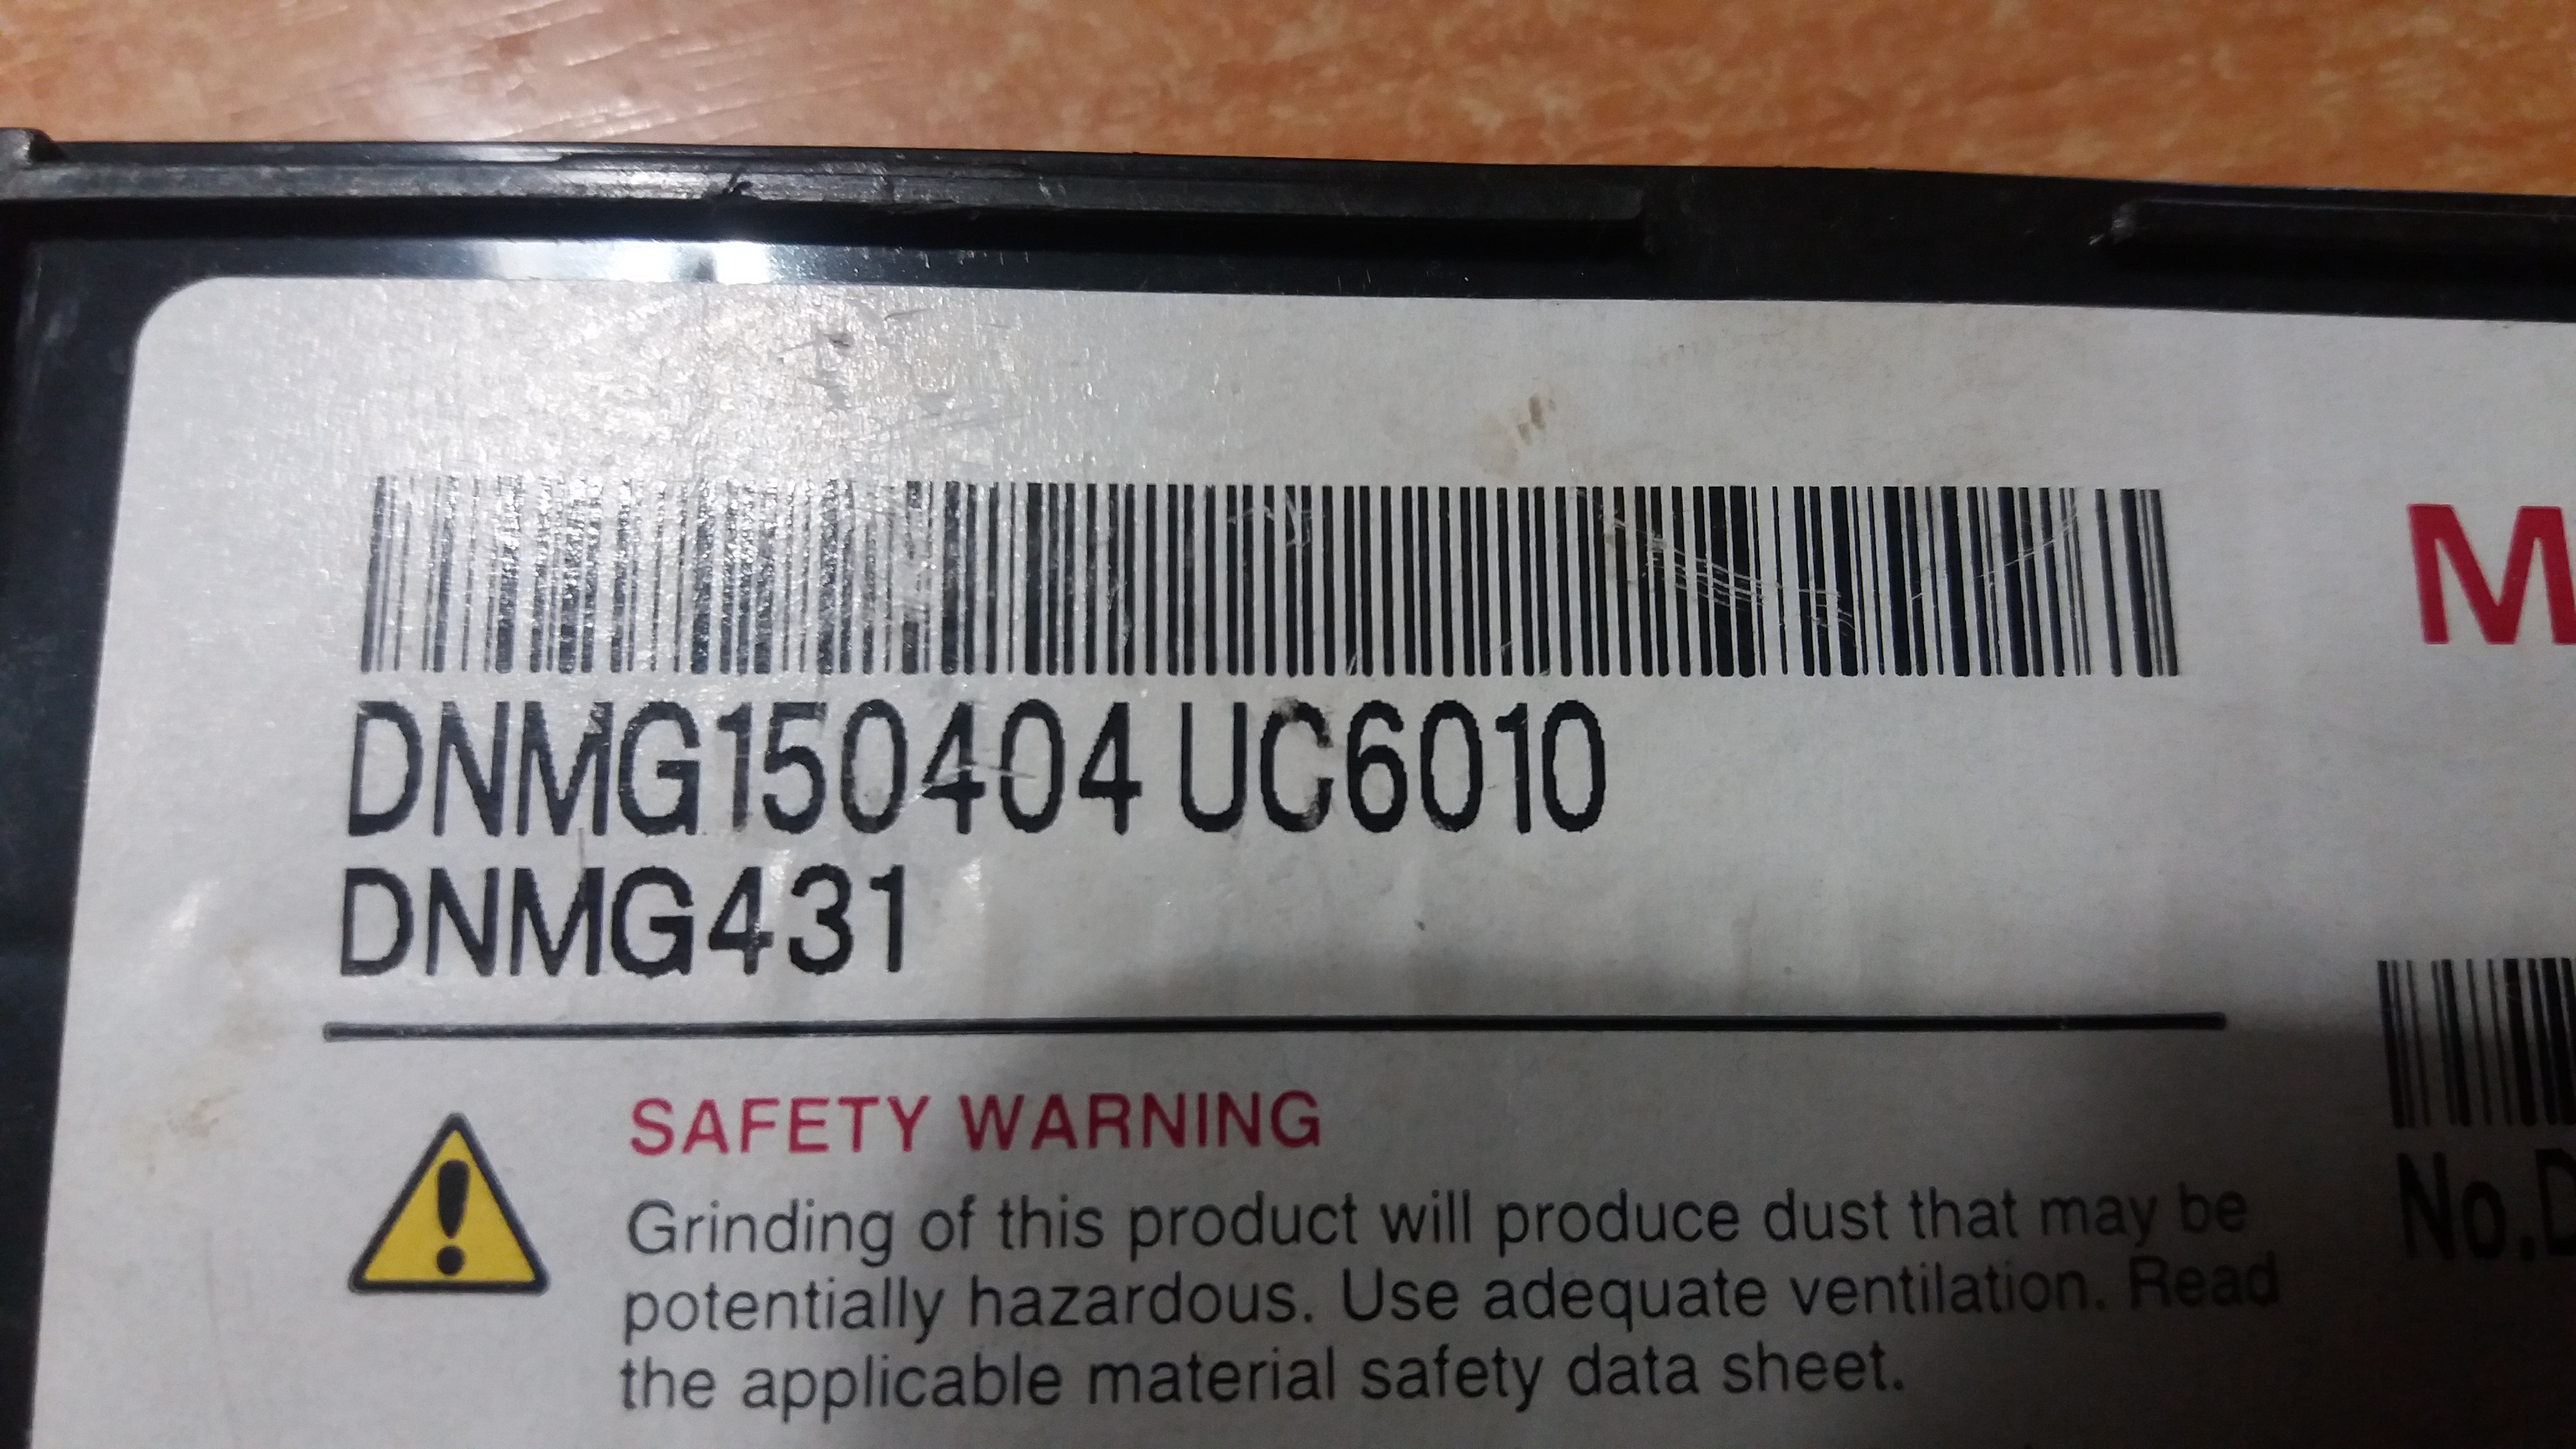 DNMG150404 UC6010
DNMG431
M
SAFETY WARNING
Grinding of this product will produce dust that may be
potentially hazardous. Use adequate ventilation. Read
the applicable material safety data sheet.
No.D